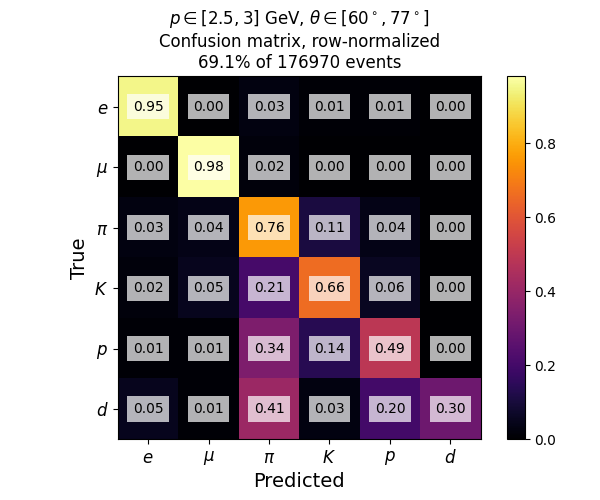 p ∈ [2.5, 3] GeV, θ ∈ [60°, 77°]
Confusion matrix, row-normalized
69.1% of 176970 events
e 0.95 0.00 0.03 0.01 0.01 0.00
μ 0.00 0.98 0.02 0.00 0.00 0.00
π 0.03 0.04 0.76 0.11 0.04 0.00
K 0.02 0.05 0.21 0.66 0.06 0.00
p 0.01 0.01 0.34 0.14 0.49 0.00
d 0.05 0.01 0.41 0.03 0.20 0.30
e μ π K p d
Predicted
True
0.8
0.6
0.4
0.2
0.0